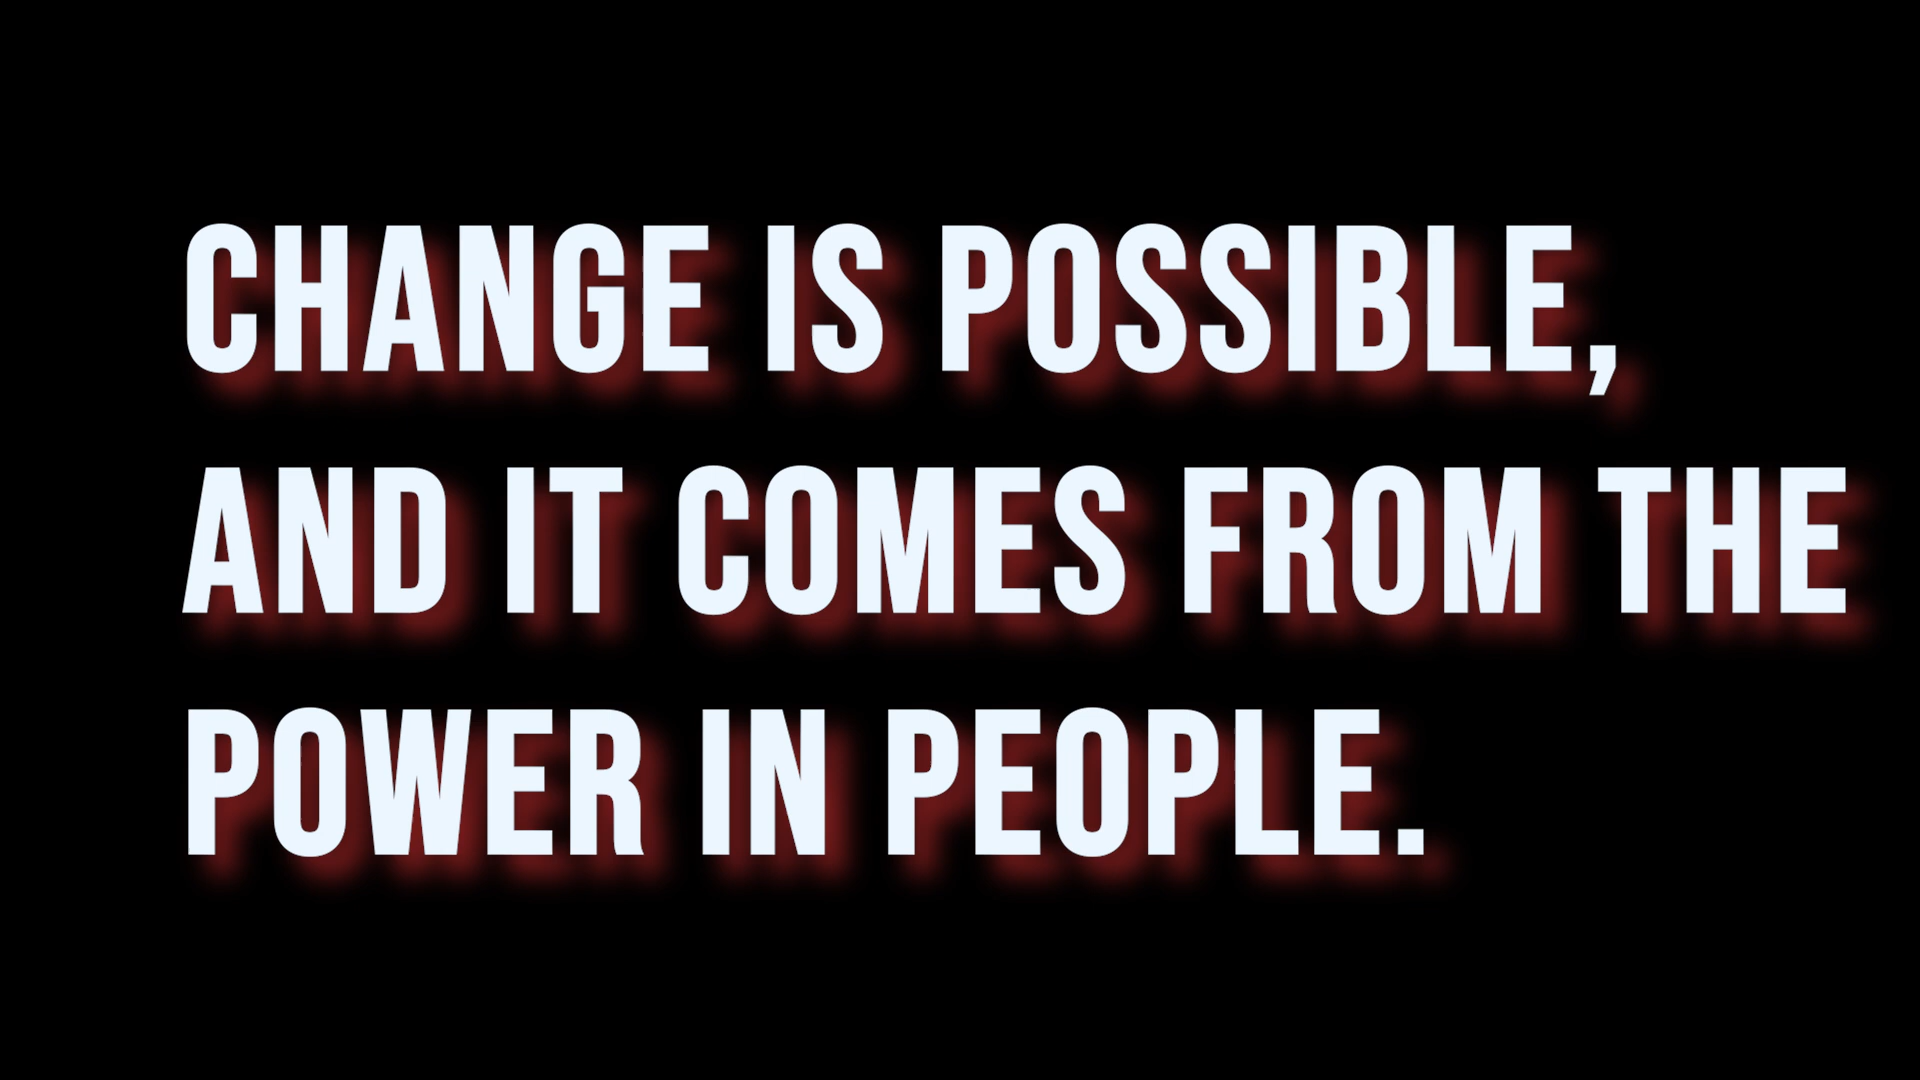 CHANGE IS POSSIBLE,
AND IT COMES FROM THE
POWER IN PEOPLE.